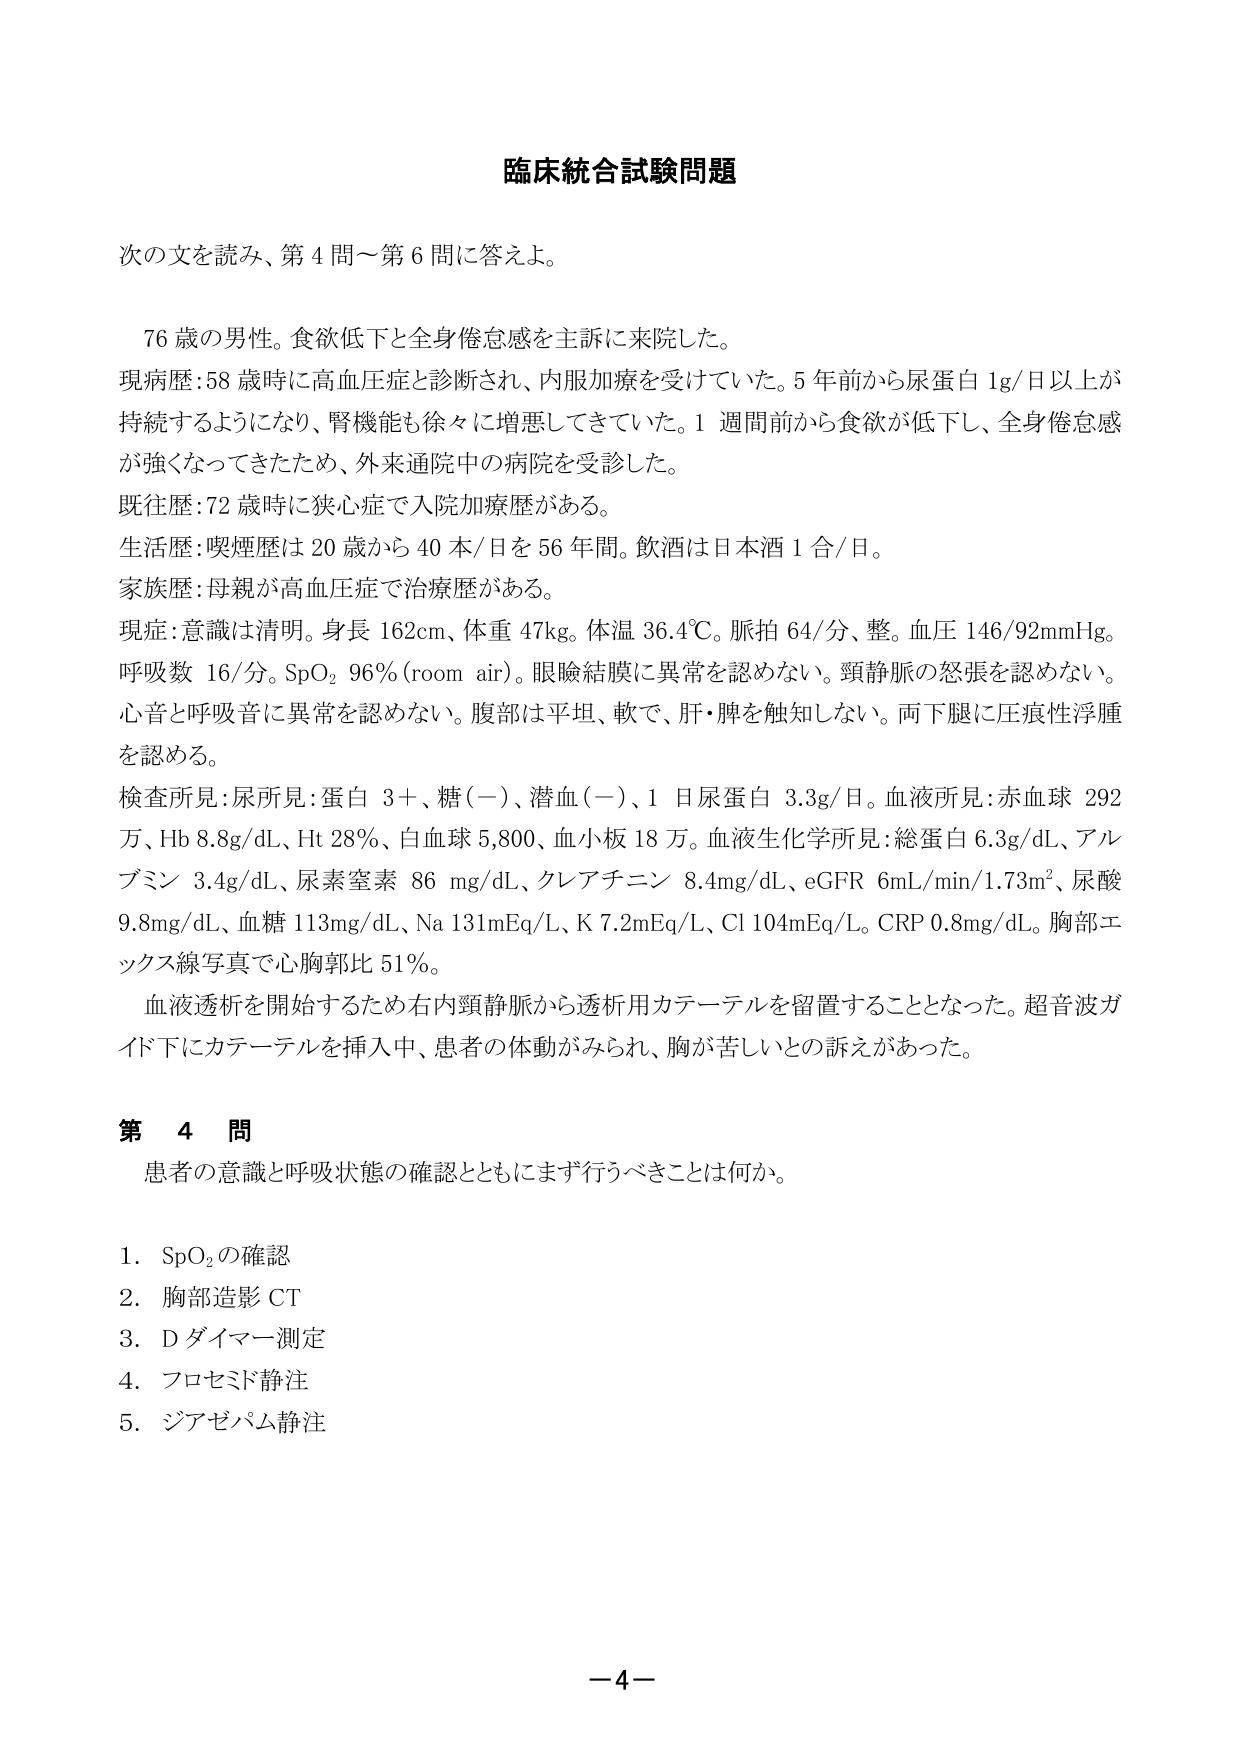 臨床統合試験問題
次の文を読み、第 4 問～第 6 問に答えよ。
76 歳の男性。食欲低下と全身倦怠感を主訴に来院した。
現病歴：58 歳時に高血圧症と診断され、内服加療を受けていた。5 年前から尿蛋白 1g/日以上が
持続するようになり、腎機能も徐々に増悪してきていた。1 週間前から食欲が低下し、全身倦怠感
が強くなってきたため、外来通院中の病院を受診した。
既往歴：72 歳時に狭心症で入院加療歴がある。
生活歴：喫煙歴は 20 歳から 40 本/日を 56 年間。飲酒は日本酒 1 合/日。
家族歴：母親が高血圧症で治療歴がある。
現症：意識は清明。身長 162cm、体重 47kg。体温 36.4℃。脈拍 64/分、整。血圧 146/92mmHg。
呼吸数 16/分。SpO₂ 96%(room air)。眼瞼結膜に異常を認めない。頸静脈の怒張を認めない。
心音と呼吸音に異常を認めない。腹部は平坦、軟で、肝・脾を触知しない。両下腿に圧痕性浮腫
を認める。
検査所見：尿所見：蛋白 3＋、糖(－)、潜血(－)、1 日尿蛋白 3.3g/日。血液所見：赤血球 292
万、Hb 8.8g/dL、Ht 28%、白血球 5,800、血小板 18 万。血液生化学所見：総蛋白 6.3g/dL、アル
ブミン 3.4g/dL、尿素窒素 86 mg/dL、クレアチニン 8.4mg/dL、eGFR 6mL/min/1.73m²、尿酸
9.8mg/dL、血糖 113mg/dL、Na 131mEq/L、K 7.2mEq/L、Cl 104mEq/L。CRP 0.8mg/dL。胸部エ
ックス線写真で心胸郭比 51%。
血液透析を開始するため右内頸静脈から透析用カテーテルを留置することとなった。超音波ガ
イド下にカテーテルを挿入中、患者の体動がみられ、胸が苦しいとの訴えがあった。
第 4 問
患者の意識と呼吸状態の確認とともにまず行うべきことは何か。
1. SpO₂の確認
2. 胸部造影 CT
3. D ダイマー測定
4. フロセミド静注
5. ジアゼパム静注
－4－